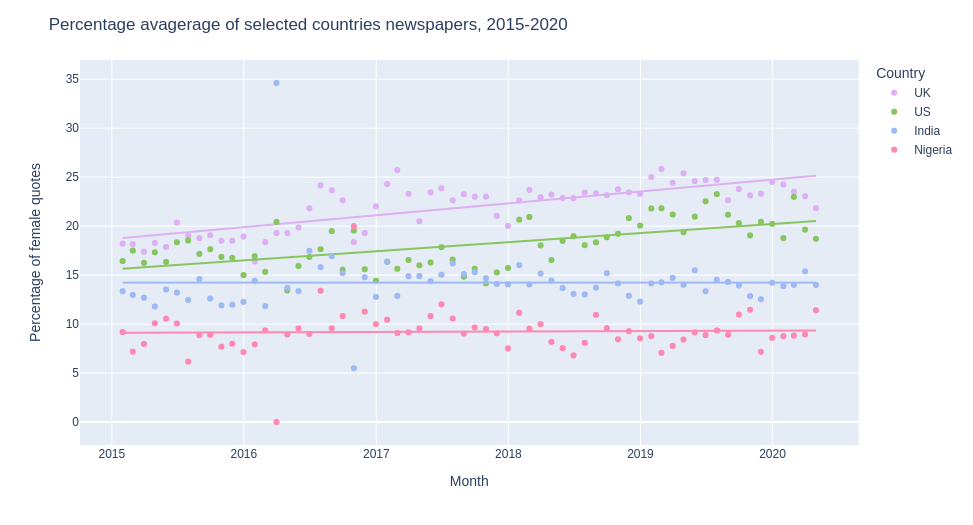 Percentage avagerage of selected countries newspapers, 2015-2020
Country
UK
US
India
Nigeria
Percentage of female quotes
35
30
25
20
15
10
5
0
2015 2016 2017 2018 2019 2020
Month